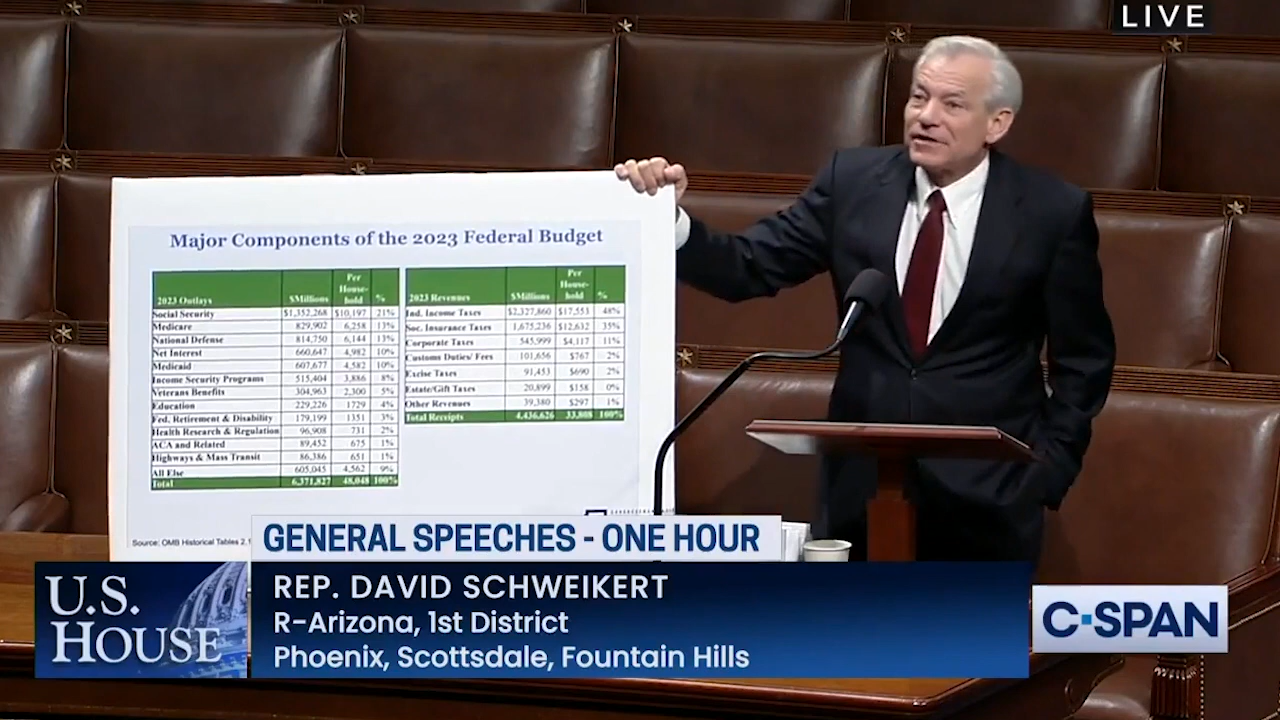 LIVE
Major Components of the 2023 Federal Budget
2023 Outlays $Millions Per House-hold %
Social Security $1,352,268 $10,197 21%
Medicare 829,902 6,258 13%
National Defense 814,750 6,144 13%
Net Interest 660,647 4,982 10%
Medicaid 607,677 4,582 10%
Income Security Programs 515,404 3,886 8%
Veterans Benefits 304,963 2,300 5%
Education 229,226 1729 4%
Fed. Retirement & Disability 179,199 1351 3%
Health Research & Regulation 96,908 731 2%
ACA and Related 89,452 675 1%
Highways & Mass Transit 86,386 651 1%
All Else 605,045 4,562 9%
Total 6,371,827 48,048 100%
2023 Revenues $Millions Per House-hold %
Ind. Income Taxes $2,327,860 $17,551 48%
Soc. Insurance Taxes 1,675,236 $12,632 35%
Corporate Taxes 545,999 $4,117 11%
Customs Duties/ Fees 101,656 $767 2%
Excise Taxes 91,453 $690 2%
Estate/Gift Taxes 20,899 $158 0%
Other Revenues 39,380 $297 1%
Total Receipts 4,436,626 33,808 100%
Source: OMB Historical Tables 2.1
GENERAL SPEECHES - ONE HOUR
U.S.
HOUSE
REP. DAVID SCHWEIKERT
R-Arizona, 1st District
Phoenix, Scottsdale, Fountain Hills
C-SPAN